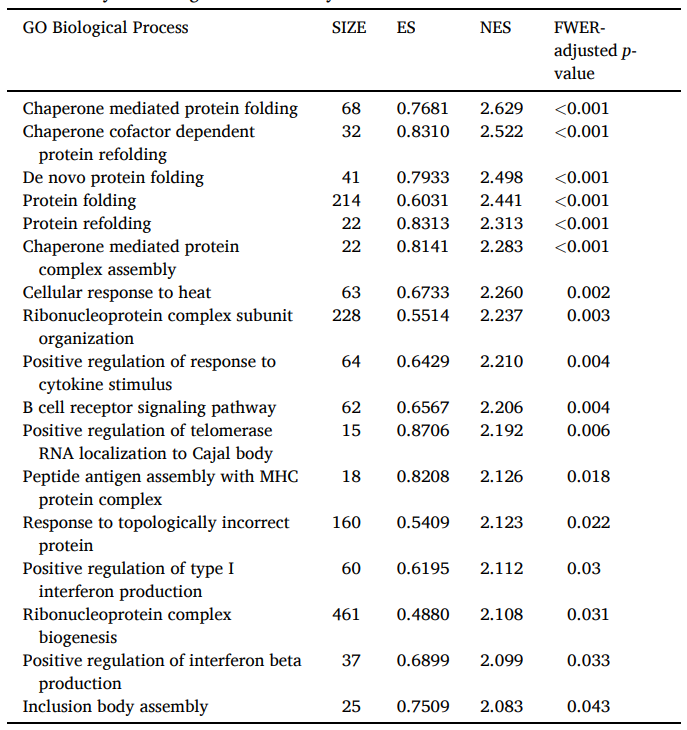 GO Biological Process SIZE ES NES FWER-
adjusted p-
value
Chaperone mediated protein folding 68 0.7681 2.629 <0.001
Chaperone cofactor dependent 32 0.8310 2.522 <0.001
protein refolding
De novo protein folding 41 0.7933 2.498 <0.001
Protein folding 214 0.6031 2.441 <0.001
Protein refolding 22 0.8313 2.313 <0.001
Chaperone mediated protein 22 0.8141 2.283 <0.001
complex assembly
Cellular response to heat 63 0.6733 2.260 0.002
Ribonucleoprotein complex subunit 228 0.5514 2.237 0.003
organization
Positive regulation of response to 64 0.6429 2.210 0.004
cytokine stimulus
B cell receptor signaling pathway 62 0.6567 2.206 0.004
Positive regulation of telomerase 15 0.8706 2.192 0.006
RNA localization to Cajal body
Peptide antigen assembly with MHC 18 0.8208 2.126 0.018
protein complex
Response to topologically incorrect 160 0.5409 2.123 0.022
protein
Positive regulation of type I 60 0.6195 2.112 0.03
interferon production
Ribonucleoprotein complex 461 0.4880 2.108 0.031
biogenesis
Positive regulation of interferon beta 37 0.6899 2.099 0.033
production
Inclusion body assembly 25 0.7509 2.083 0.043